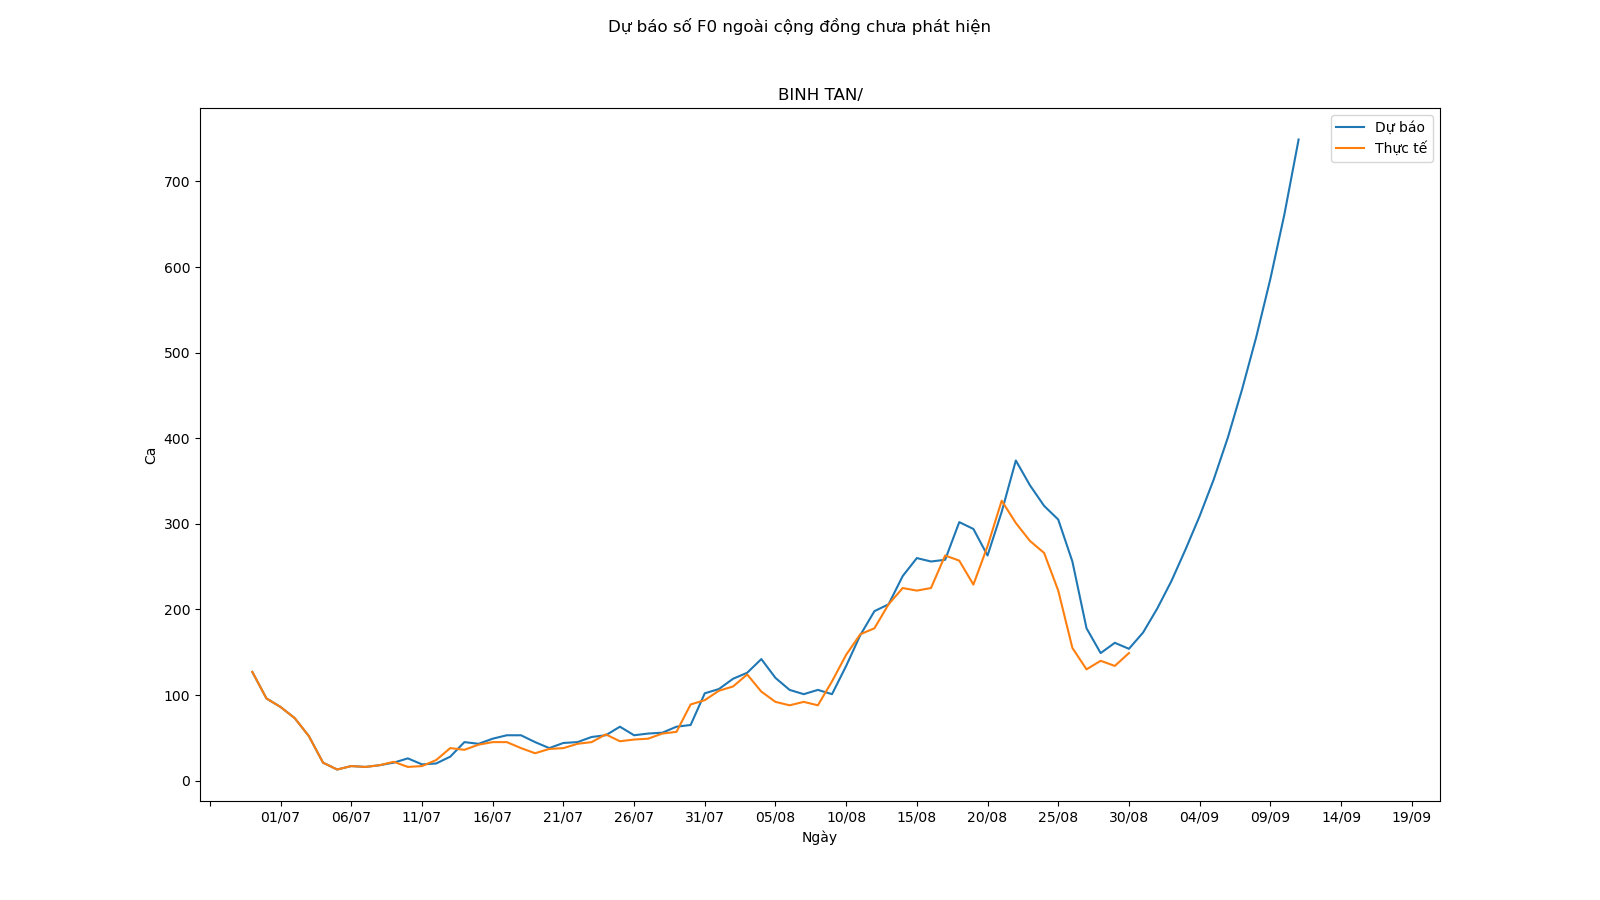 Dự báo số F0 ngoài cộng đồng chưa phát hiện
BINH TAN/
Dự báo
Thực tế
700
600
500
400
300
200
100
0
Ca
01/07 06/07 11/07 16/07 21/07 26/07 31/07 05/08 10/08 15/08 20/08 25/08 30/08 04/09 09/09 14/09 19/09
Ngày